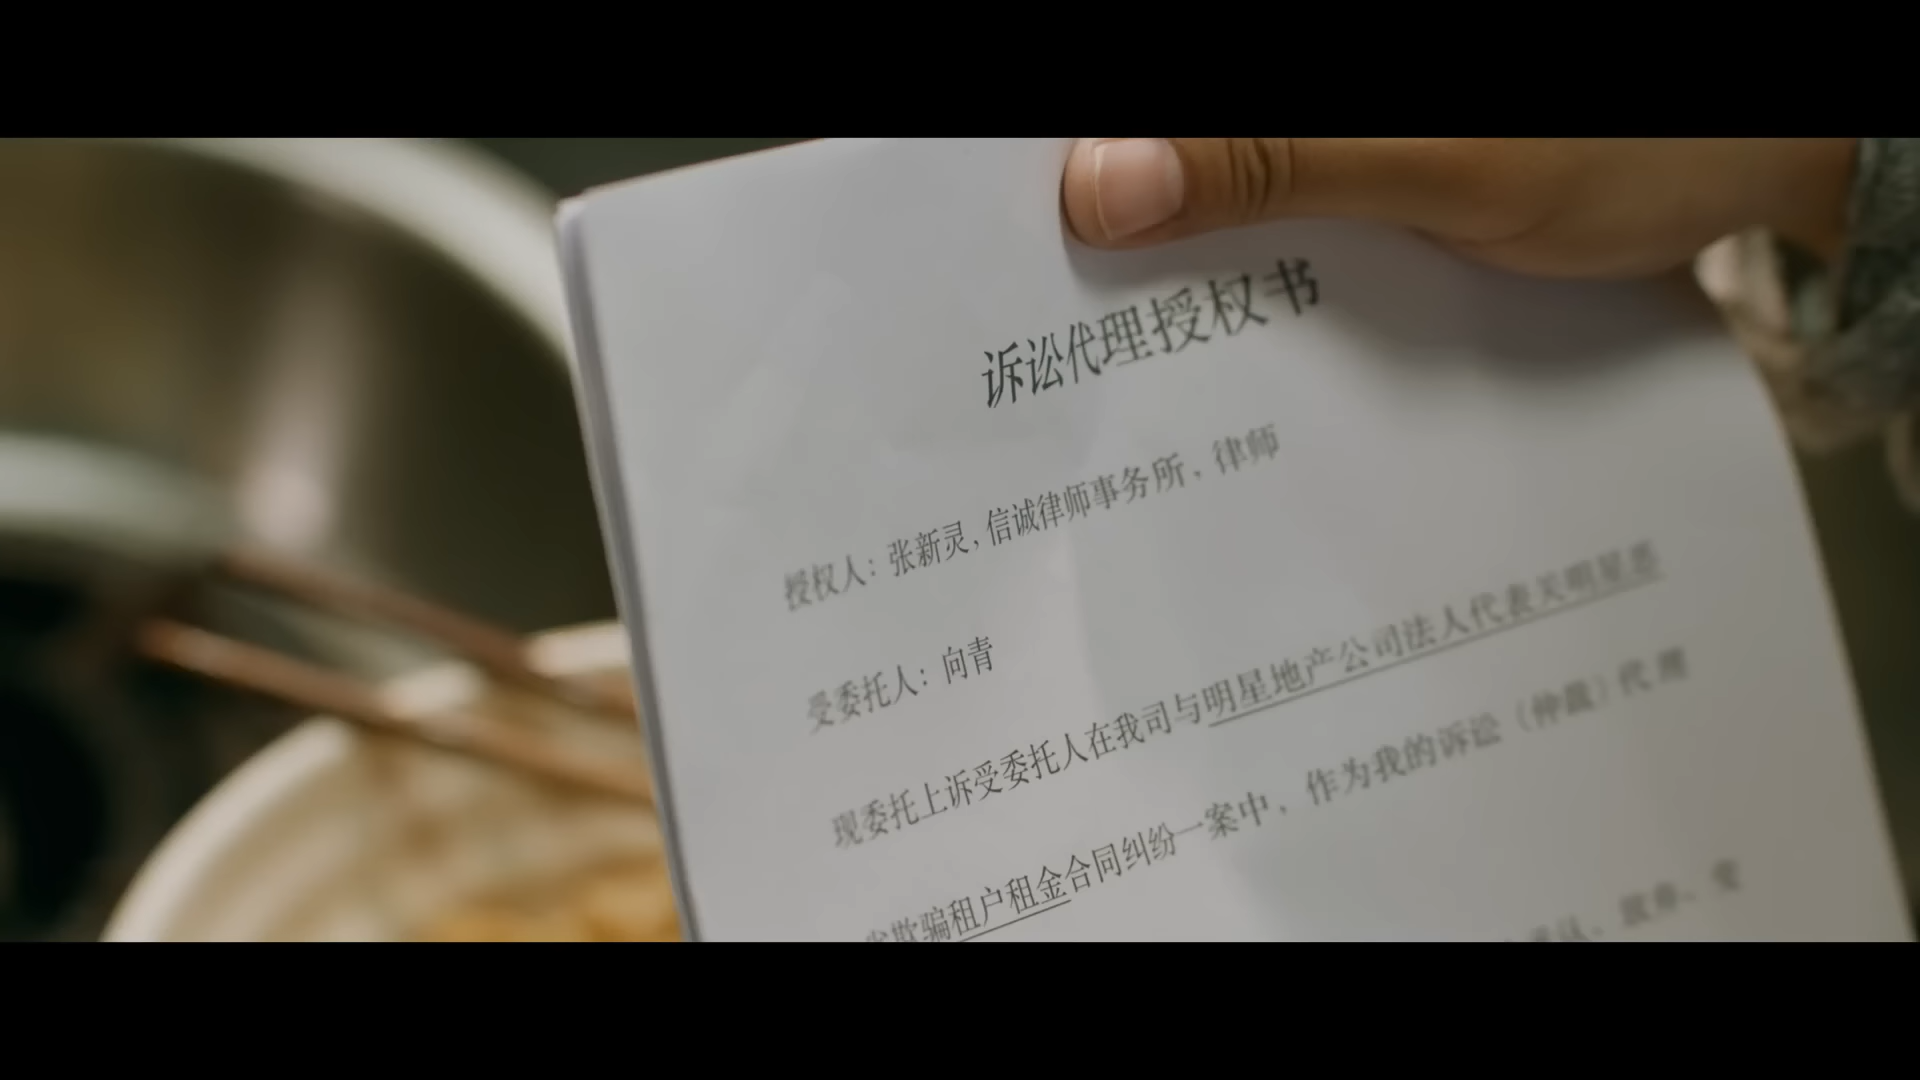 诉讼代理授权书
授权人：张新灵，信诚律师事务所，律师
受委托人：向青
现委托上诉受委托人在我司与明星地产公司法人代表关明星恶
欺骗租户租金合同纠纷一案中，作为我的诉讼（仲裁）代理